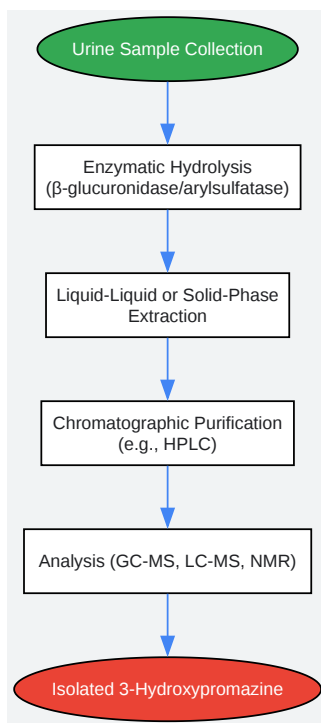 Urine Sample Collection
Enzymatic Hydrolysis
(β-glucuronidase/arylsulfatase)
Liquid-Liquid or Solid-Phase
Extraction
Chromatographic Purification
(e.g., HPLC)
Analysis (GC-MS, LC-MS, NMR)
Isolated 3-Hydroxypromazine